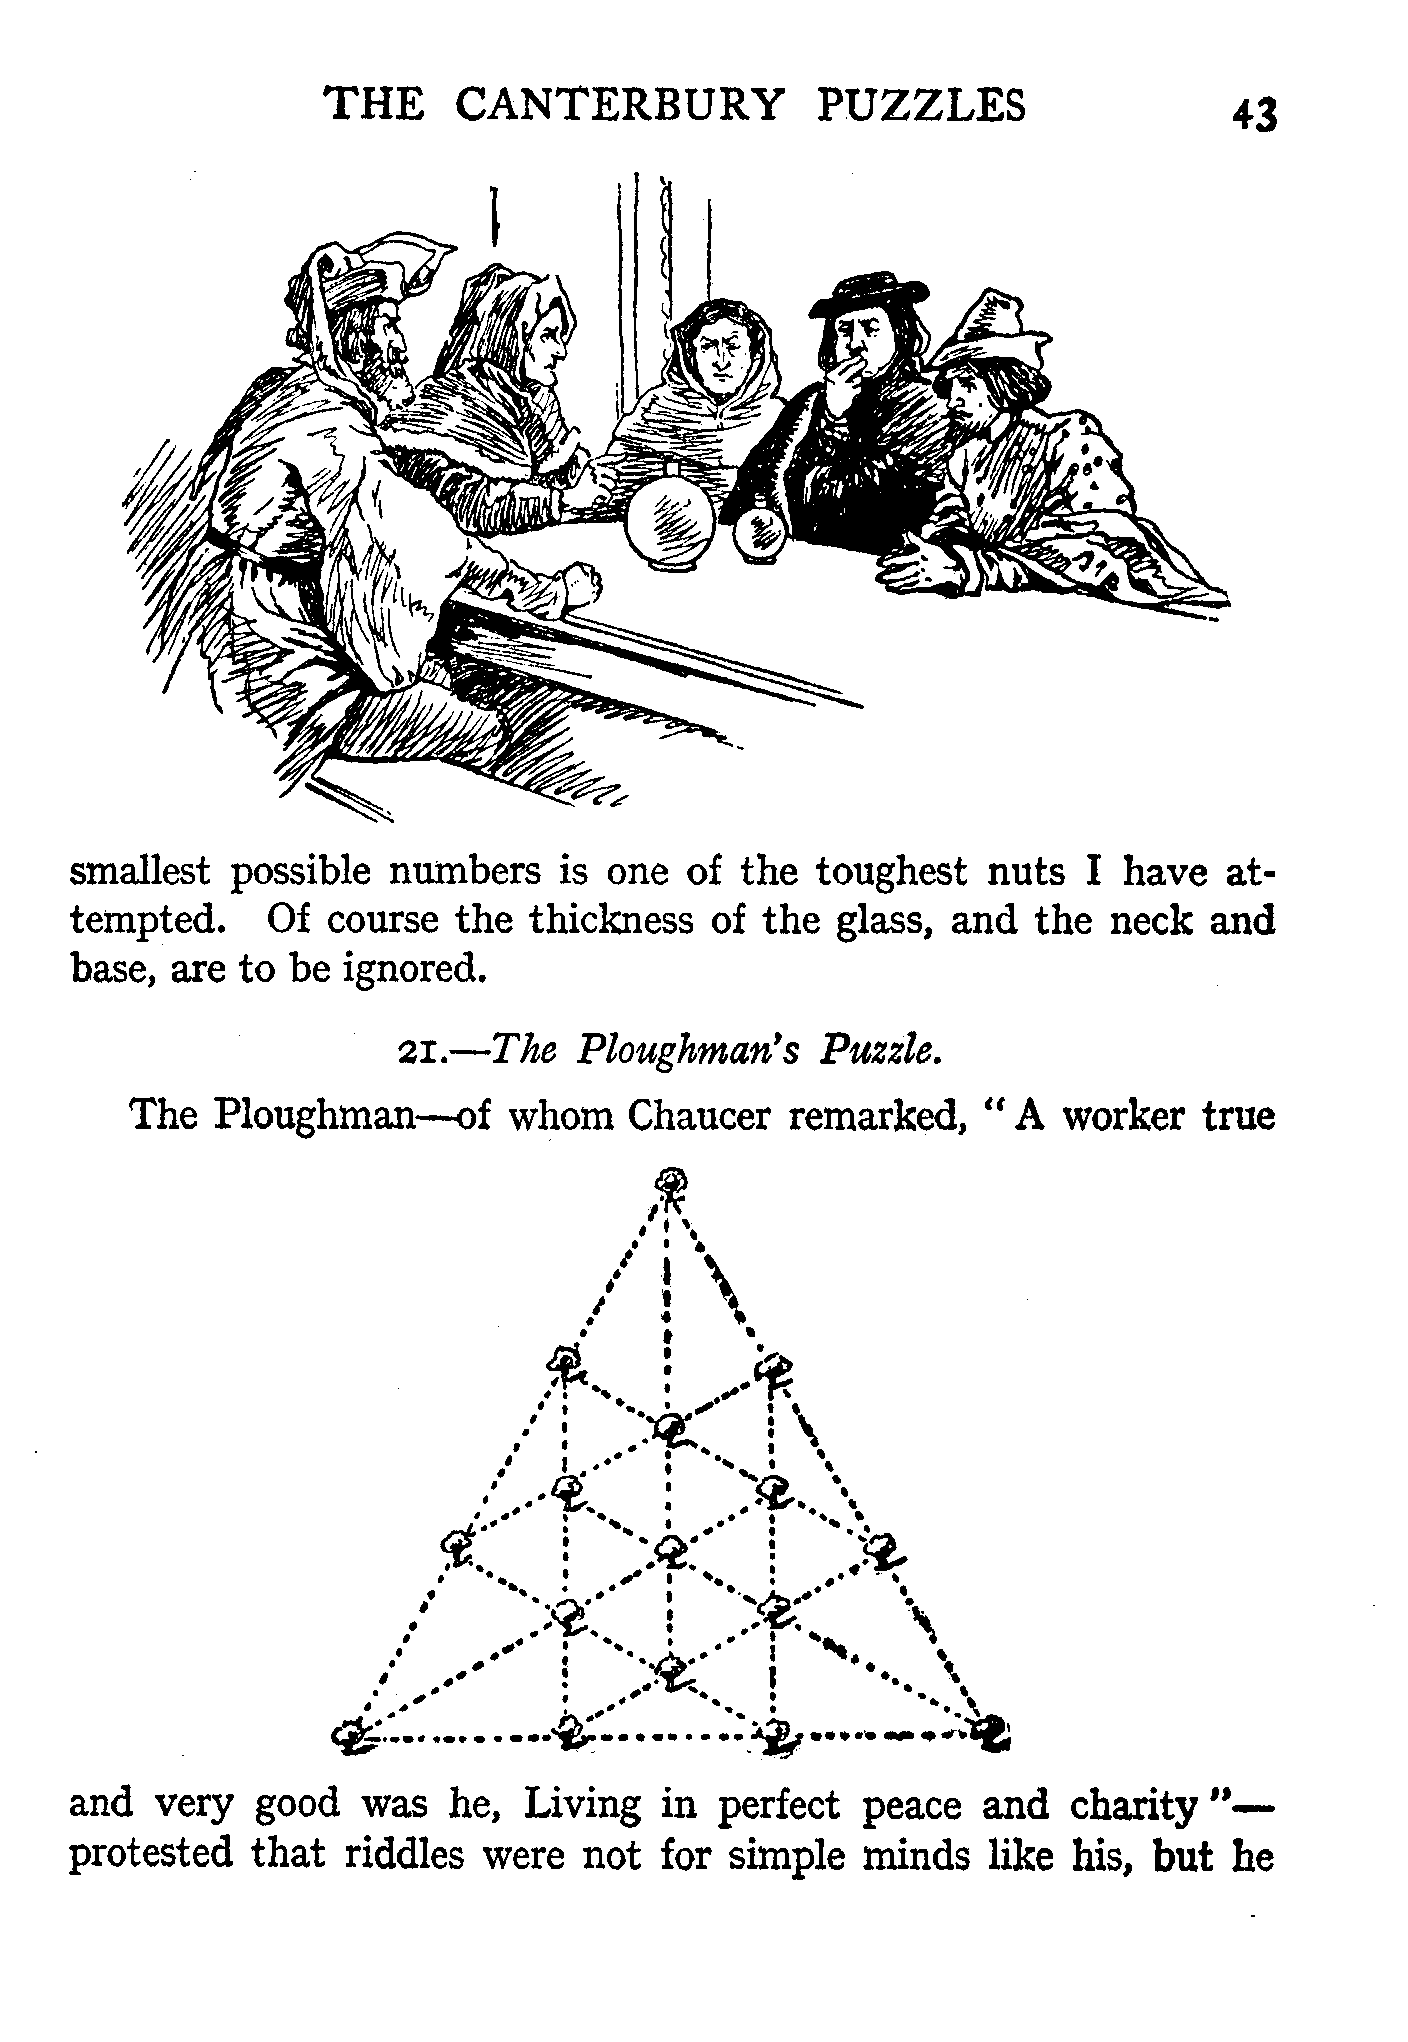 THE CANTERBURY PUZZLES 43
smallest possible numbers is one of the toughest nuts I have at-
tempted. Of course the thickness of the glass, and the neck and
base, are to be ignored.
21.—The Ploughman's Puzzle.
The Ploughman—of whom Chaucer remarked, "A worker true
and very good was he, Living in perfect peace and charity"—
protested that riddles were not for simple minds like his, but he